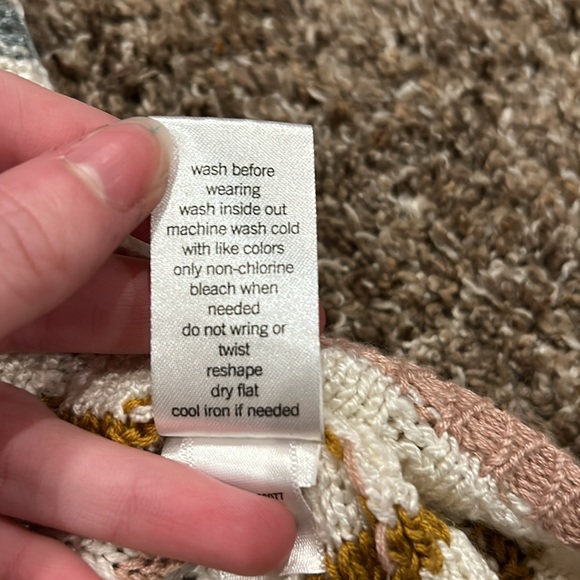 wash before
wearing
wash inside out
machine wash cold
with like colors
only non-chlorine
bleach when
needed
do not wring or
twist
reshape
dry flat
cool iron if needed